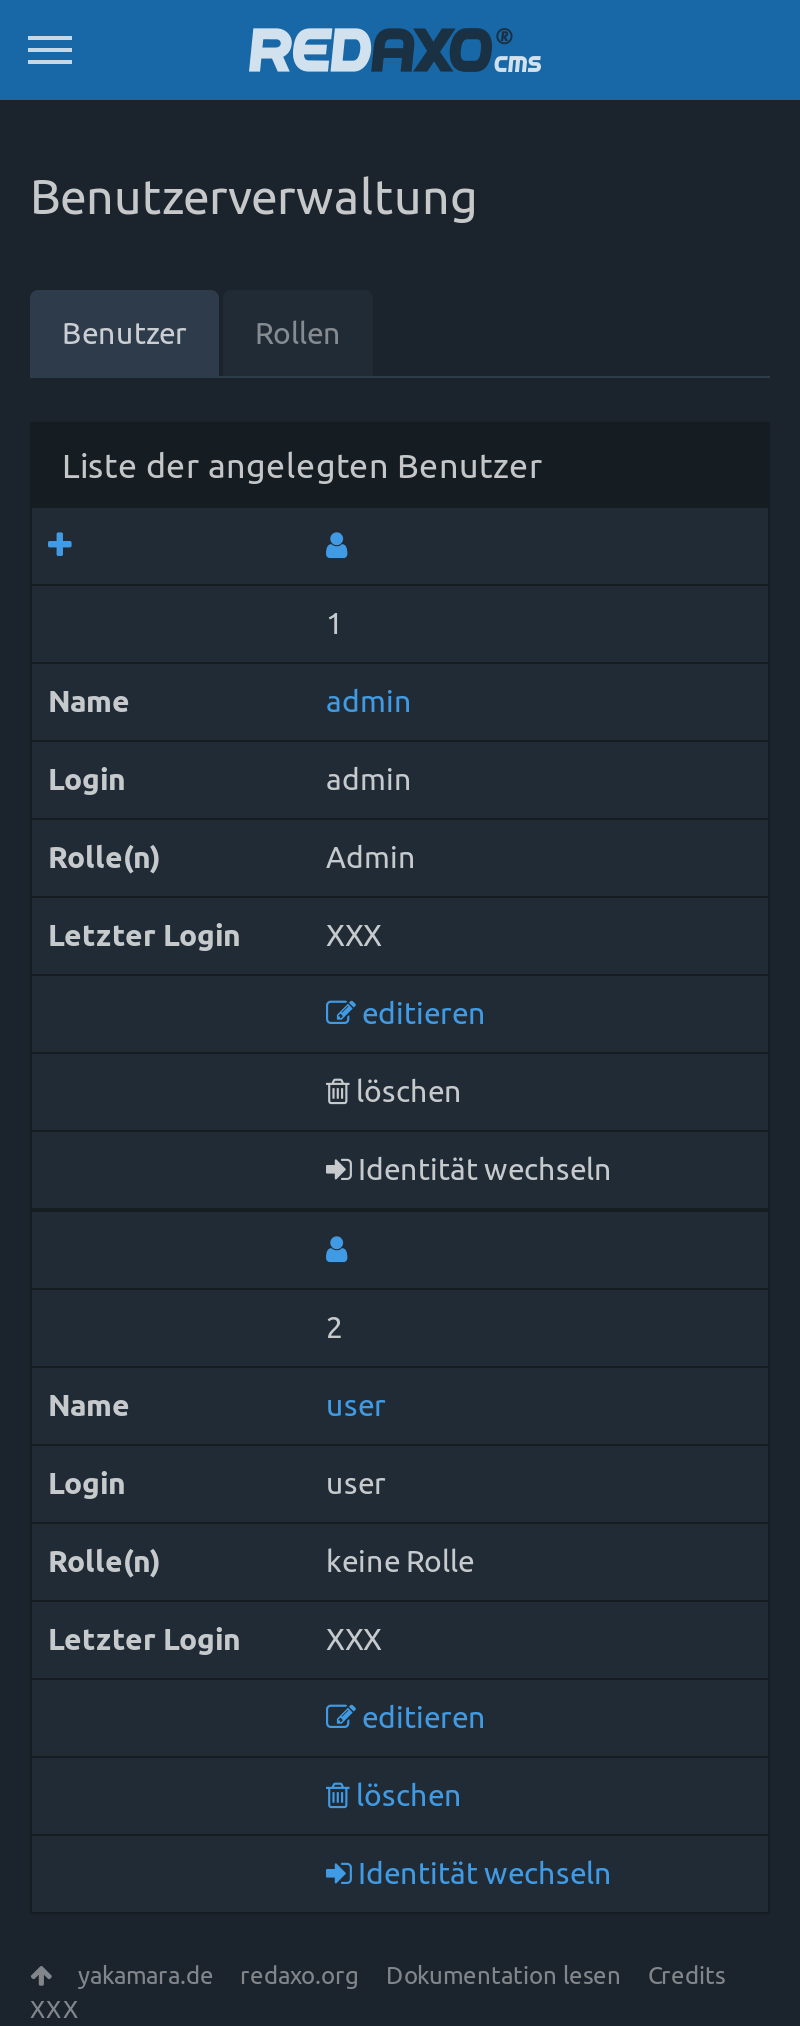 REDAXO® cms
Benutzerverwaltung
Benutzer Rollen
Liste der angelegten Benutzer
1
Name admin
Login admin
Rolle(n) Admin
Letzter Login XXX
editieren
löschen
Identität wechseln
2
Name user
Login user
Rolle(n) keine Rolle
Letzter Login XXX
editieren
löschen
Identität wechseln
yakamara.de redaxo.org Dokumentation lesen Credits
XXX